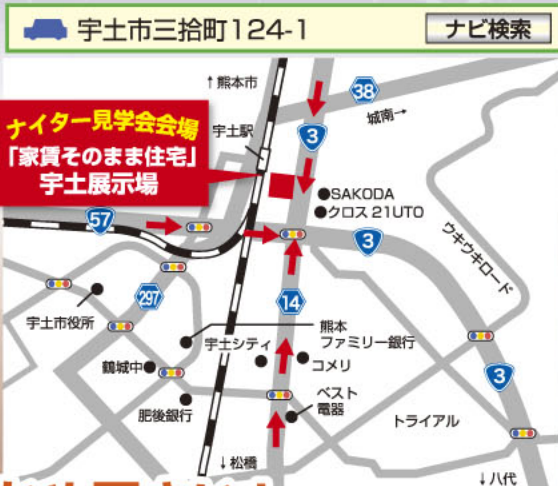 宇土市三拾町124-1
ナビ検索
↑熊本市
38
城南→
3
ナイター見学会会場
「家賃そのまま住宅」
宇土展示場
宇土駅
SAKODA
クロス21UTO
57
3
ウキウキロード
297
14
宇土市役所
熊本
ファミリー銀行
宇土シティ
コメリ
鶴城中
3
肥後銀行
ベスト
電器
トライアル
↓松橋
↓八代